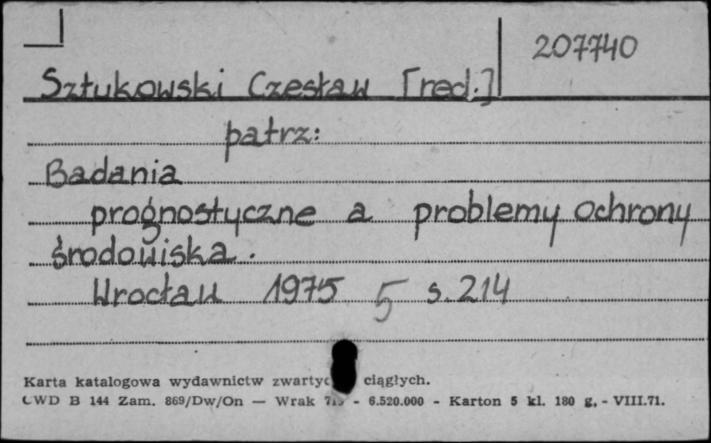 207740
Sztukowski Czesław [red.]
patrz:
Badania
prognostyczne a problemy ochrony
środowiska.
Wrocław 1975 5 s. 214
Karta katalogowa wydawnictw ciągłych.
CWD B 144 Zam. 869/Dw/On — Wrak - 6.520.000 - Karton 5 kl. 180 g, - VIII.71.